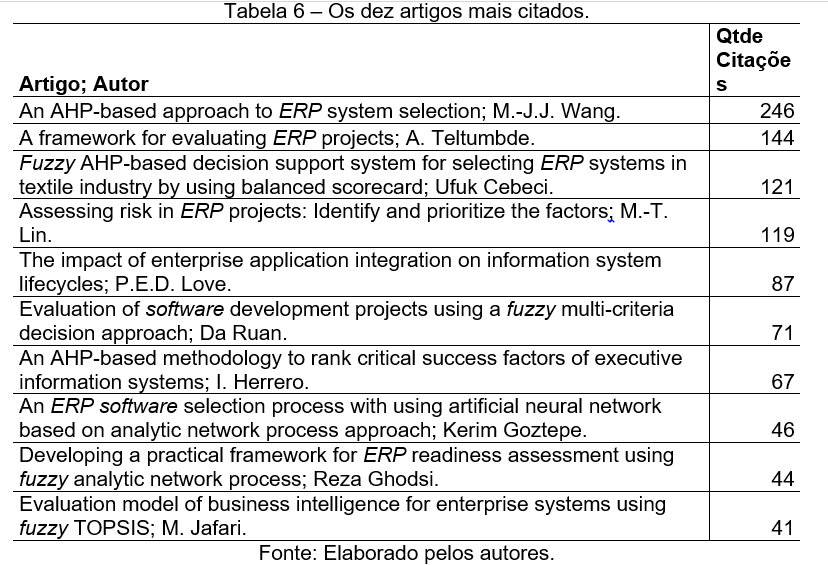 Tabela 6 – Os dez artigos mais citados.
Qtde
Citaçõe
Artigo; Autor s
An AHP-based approach to ERP system selection; M.-J.J. Wang. 246
A framework for evaluating ERP projects; A. Teltumbde. 144
Fuzzy AHP-based decision support system for selecting ERP systems in
textile industry by using balanced scorecard; Ufuk Cebeci. 121
Assessing risk in ERP projects: Identify and prioritize the factors; M.-T.
Lin. 119
The impact of enterprise application integration on information system
lifecycles; P.E.D. Love. 87
Evaluation of software development projects using a fuzzy multi-criteria
decision approach; Da Ruan. 71
An AHP-based methodology to rank critical success factors of executive
information systems; I. Herrero. 67
An ERP software selection process with using artificial neural network
based on analytic network process approach; Kerim Goztepe. 46
Developing a practical framework for ERP readiness assessment using
fuzzy analytic network process; Reza Ghodsi. 44
Evaluation model of business intelligence for enterprise systems using
fuzzy TOPSIS; M. Jafari. 41
Fonte: Elaborado pelos autores.